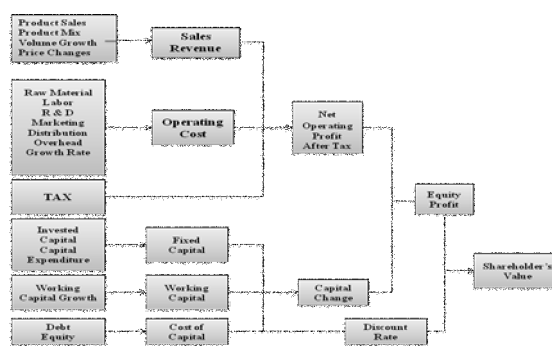 Product Sales
Product Mix
Volume Growth
Price Changes
Sales
Revenue
Raw Material
Labor
R & D
Marketing
Distribution
Overhead
Growth Rate
Operating
Cost
Net
Operating
Profit
After Tax
TAX
Equity
Profit
Invested
Capital
Capital
Expenditure
Fixed
Capital
Shareholder's
Value
Working
Capital Growth
Working
Capital
Capital
Change
Debt
Equity
Cost of
Capital
Discount
Rate